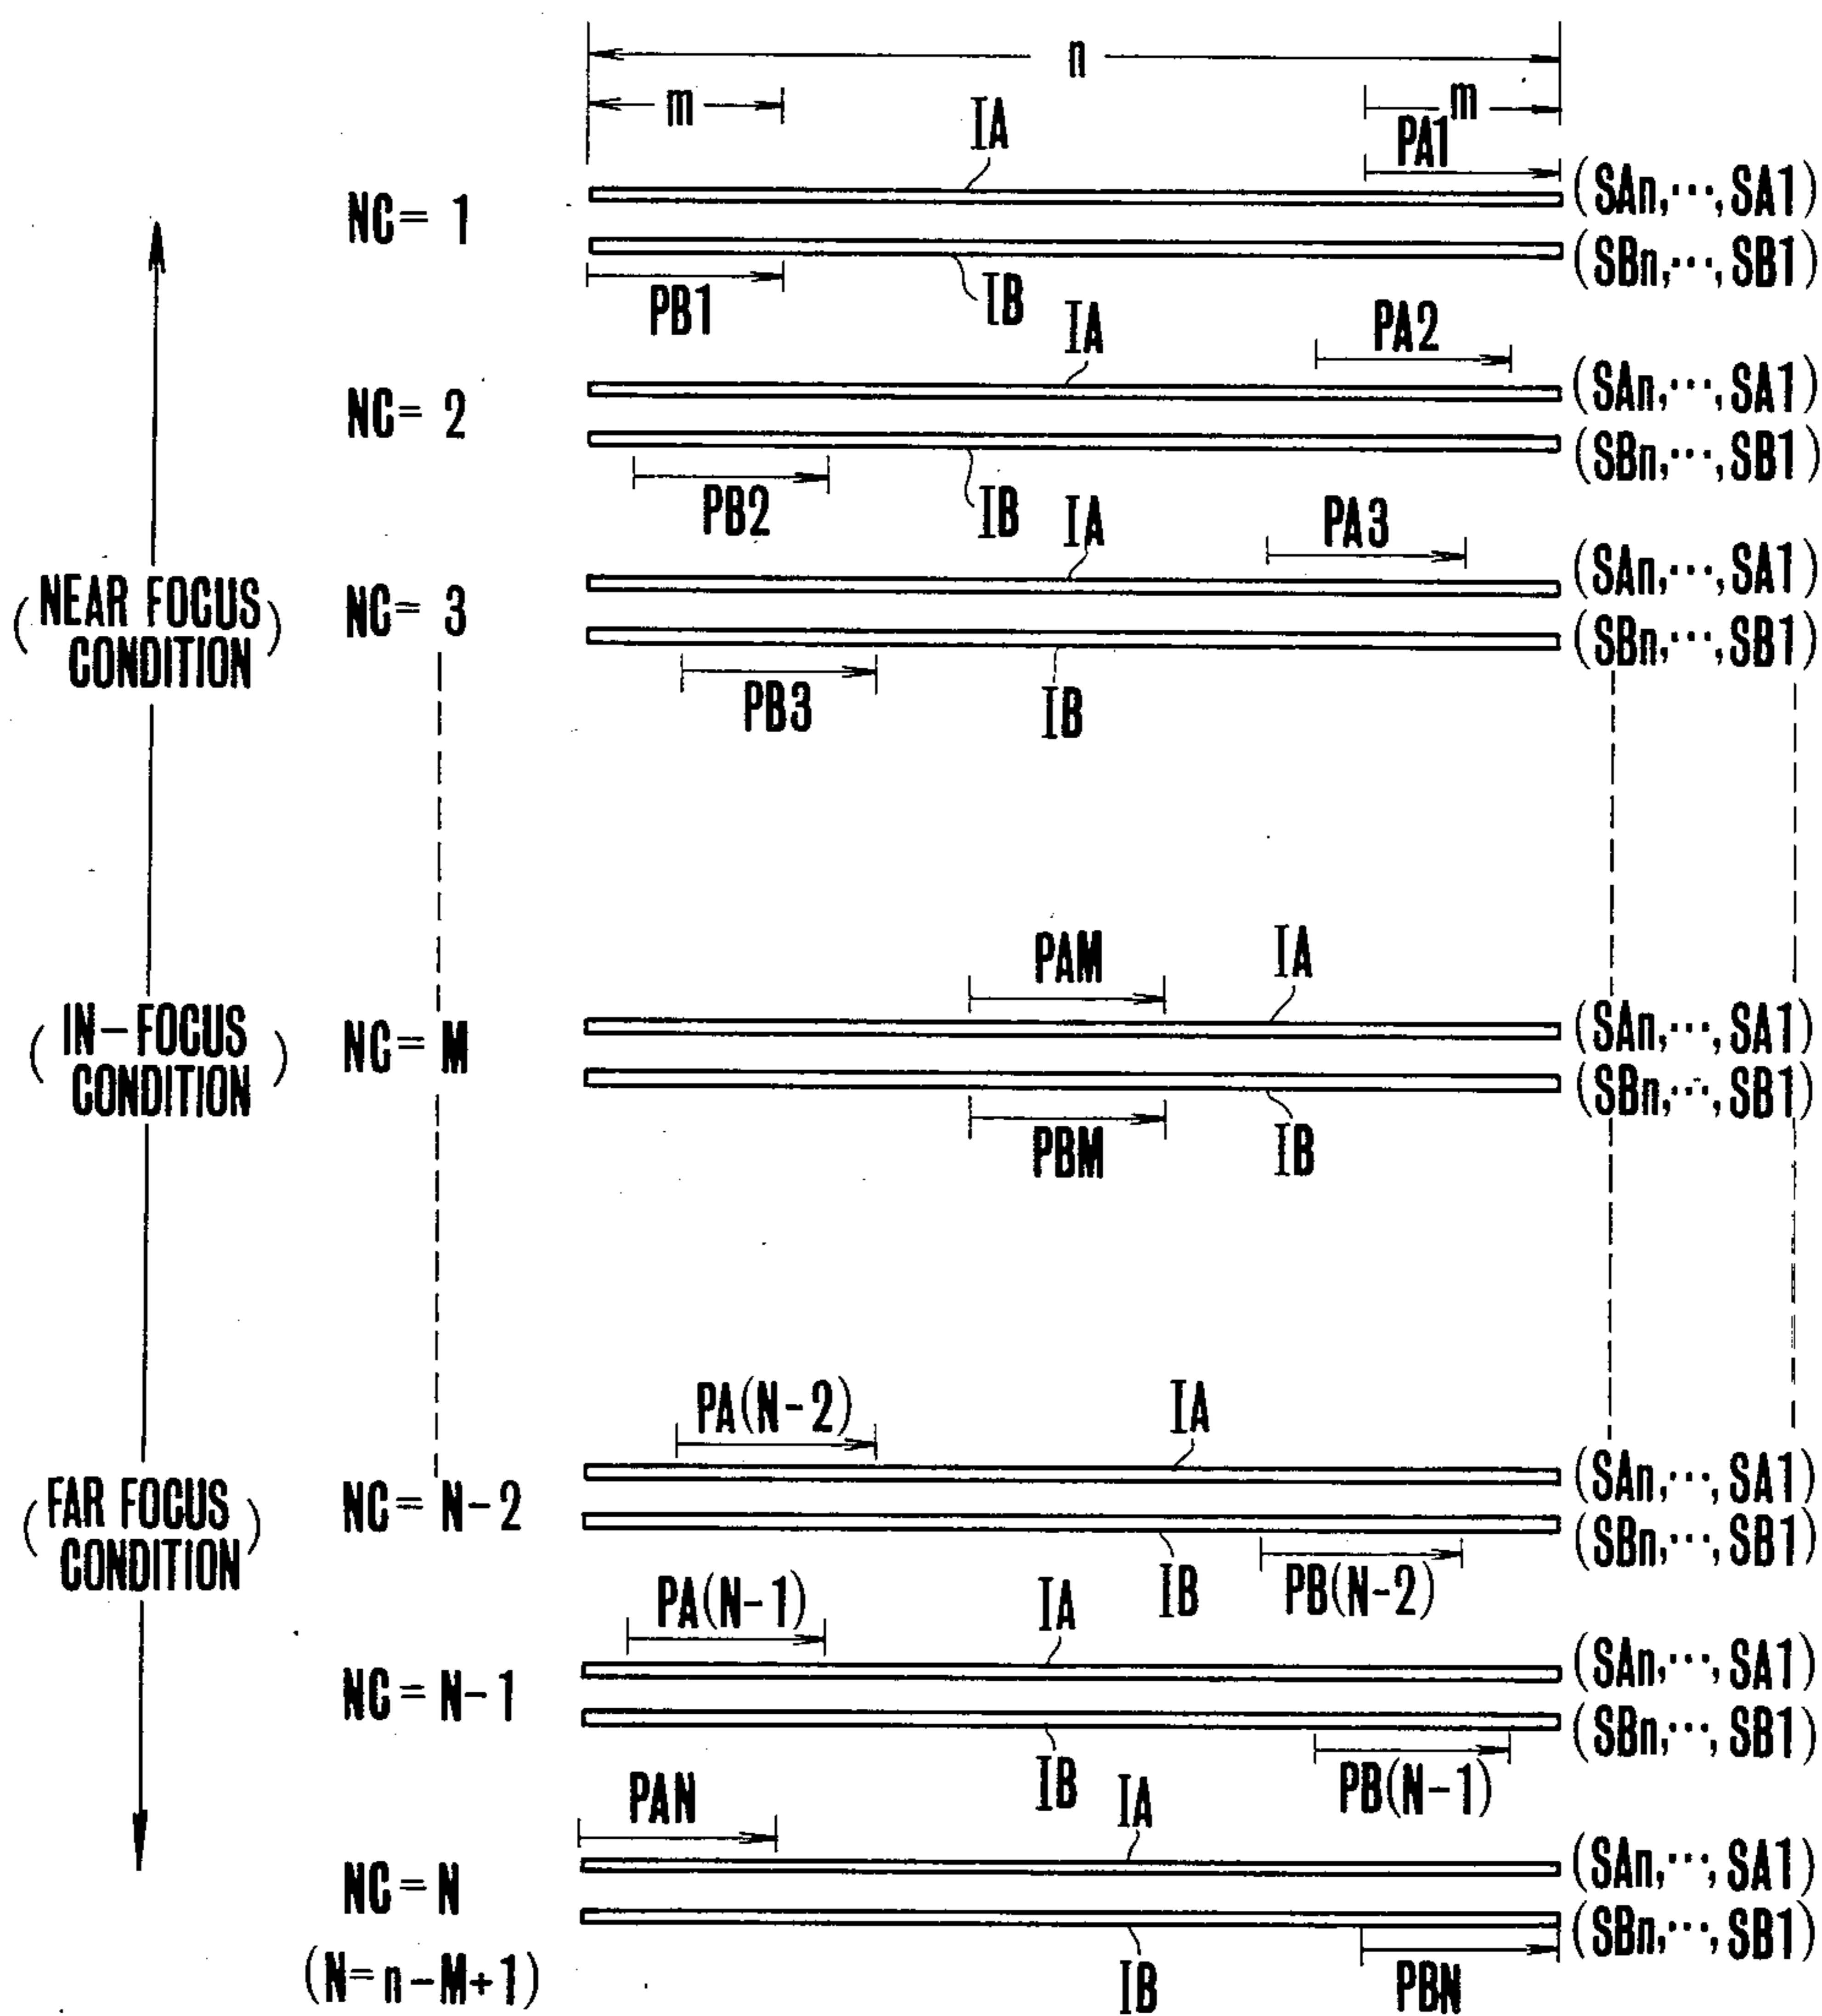 n
m
m
IA
PA1
NC= 1
(SAn,···,SA1)
(SBn,···,SB1)
PB1
IB
IA
PA2
NC= 2
(SAn,···,SA1)
(SBn,···,SB1)
PB2
IB
IA
PA3
(NEAR FOCUS
CONDITION)
NC= 3
(SAn,···,SA1)
(SBn,···,SB1)
PB3
IB
PAM
IA
(IN-FOCUS
CONDITION)
NC= M
(SAn,···,SA1)
(SBn,···,SB1)
PBM
IB
PA(N-2)
IA
(FAR FOCUS
CONDITION)
NC= N-2
(SAn,···,SA1)
(SBn,···,SB1)
IB
PB(N-2)
PA(N-1)
IA
NC= N-1
(SAn,···,SA1)
(SBn,···,SB1)
IB
PB(N-1)
PAN
IA
NC= N
(SAn,···,SA1)
(SBn,···,SB1)
(N=n-M+1)
IB
PBN